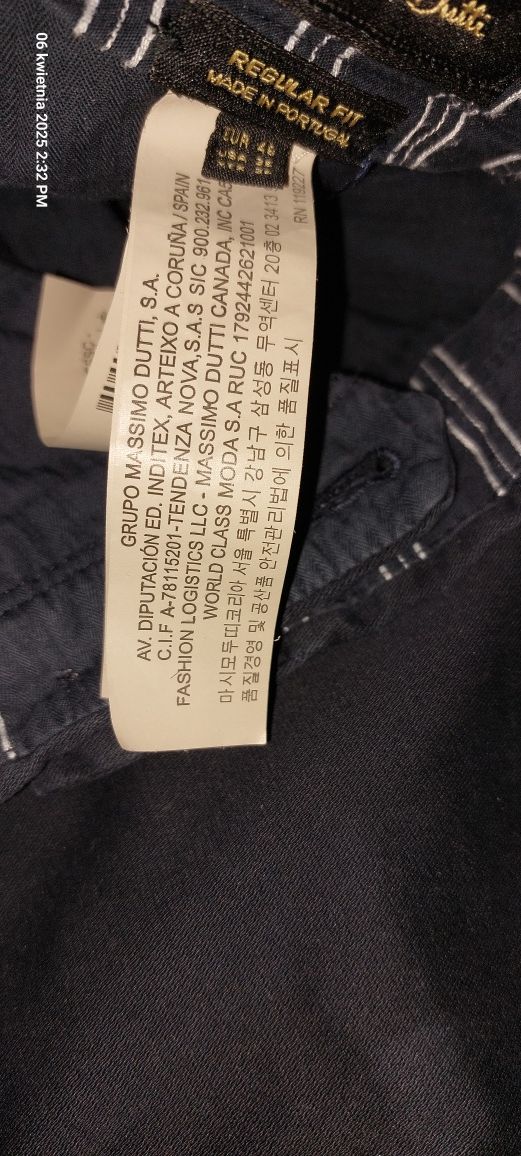 06 kwietnia 2025 2:32 PM
Dutti
REGULAR FIT
MADE IN PORTUGAL
EUR 46
USA
GRUPO MASSIMO DUTTI, S.A.
AV. DIPUTACIÓN ED. INDITEX, ARTEIXO A CORUÑA / SPAIN
C.I.F A-78115201-TENDENZA NOVA,S.A.S SIC 900.232.961
FASHION LOGISTICS LLC - MASSIMO DUTTI CANADA, INC CA5
WORLD CLASS MODA S.A RUC 1792442621001
마시모두띠코리아 서울 특별시 강남구 삼성동 무역센터 20층 02 3413
품질경영 및 공산품 안전관리법에 의한 품질표시
RN 119227